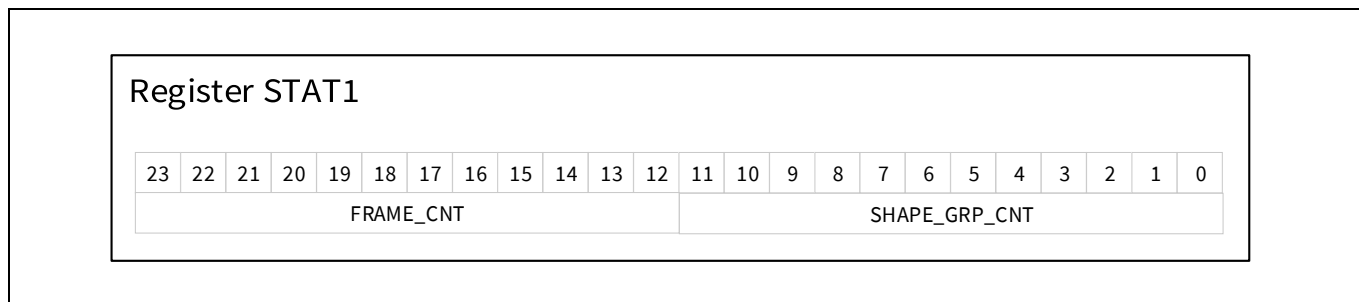 Register STAT1
23 22 21 20 19 18 17 16 15 14 13 12 11 10 9 8 7 6 5 4 3 2 1 0
FRAME_CNT SHAPE_GRP_CNT